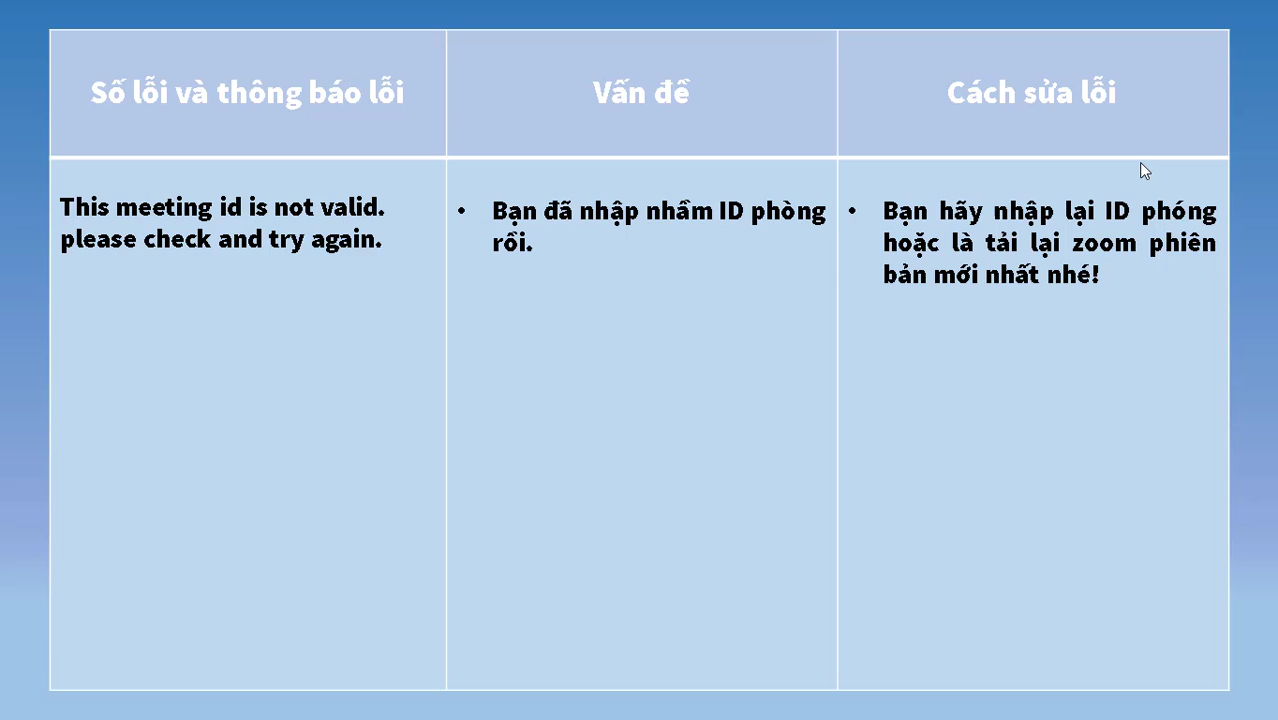 Số lỗi và thông báo lỗi
Vấn đề
Cách sửa lỗi
This meeting id is not valid.
please check and try again.
• Bạn đã nhập nhầm ID phòng
rồi.
• Bạn hãy nhập lại ID phóng
hoặc là tải lại zoom phiên
bản mới nhất nhé!